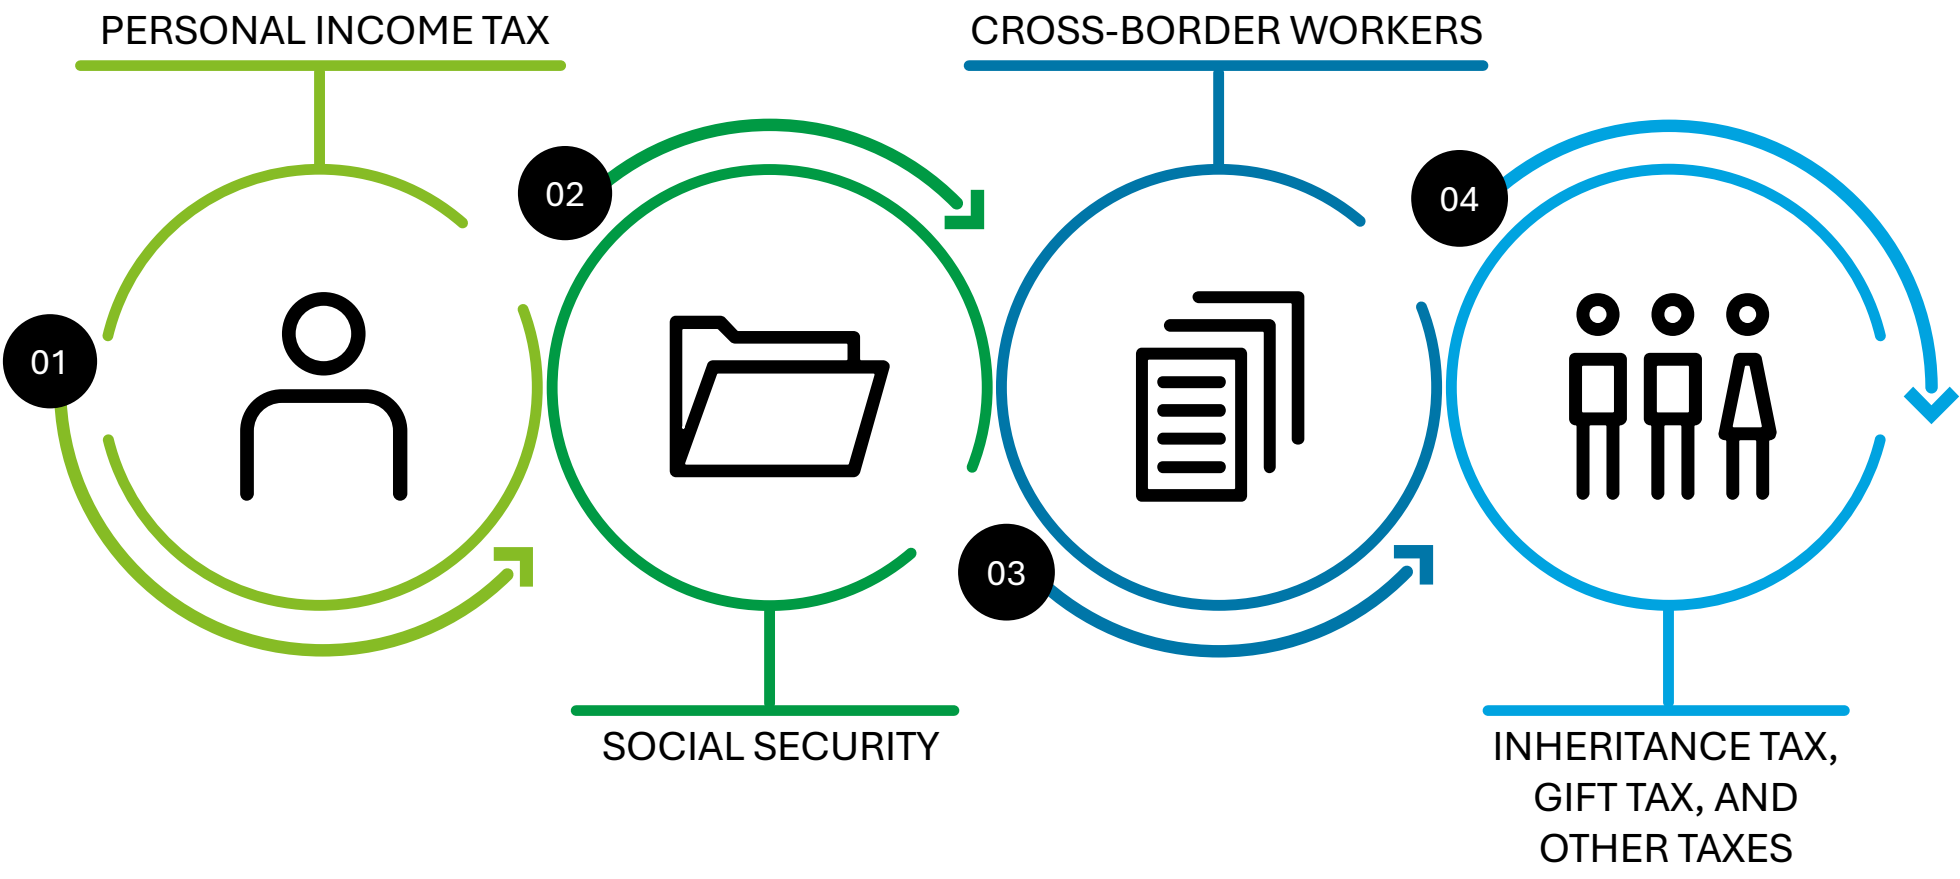 PERSONAL INCOME TAX
CROSS-BORDER WORKERS
02
04
01
03
SOCIAL SECURITY
INHERITANCE TAX,
GIFT TAX, AND
OTHER TAXES